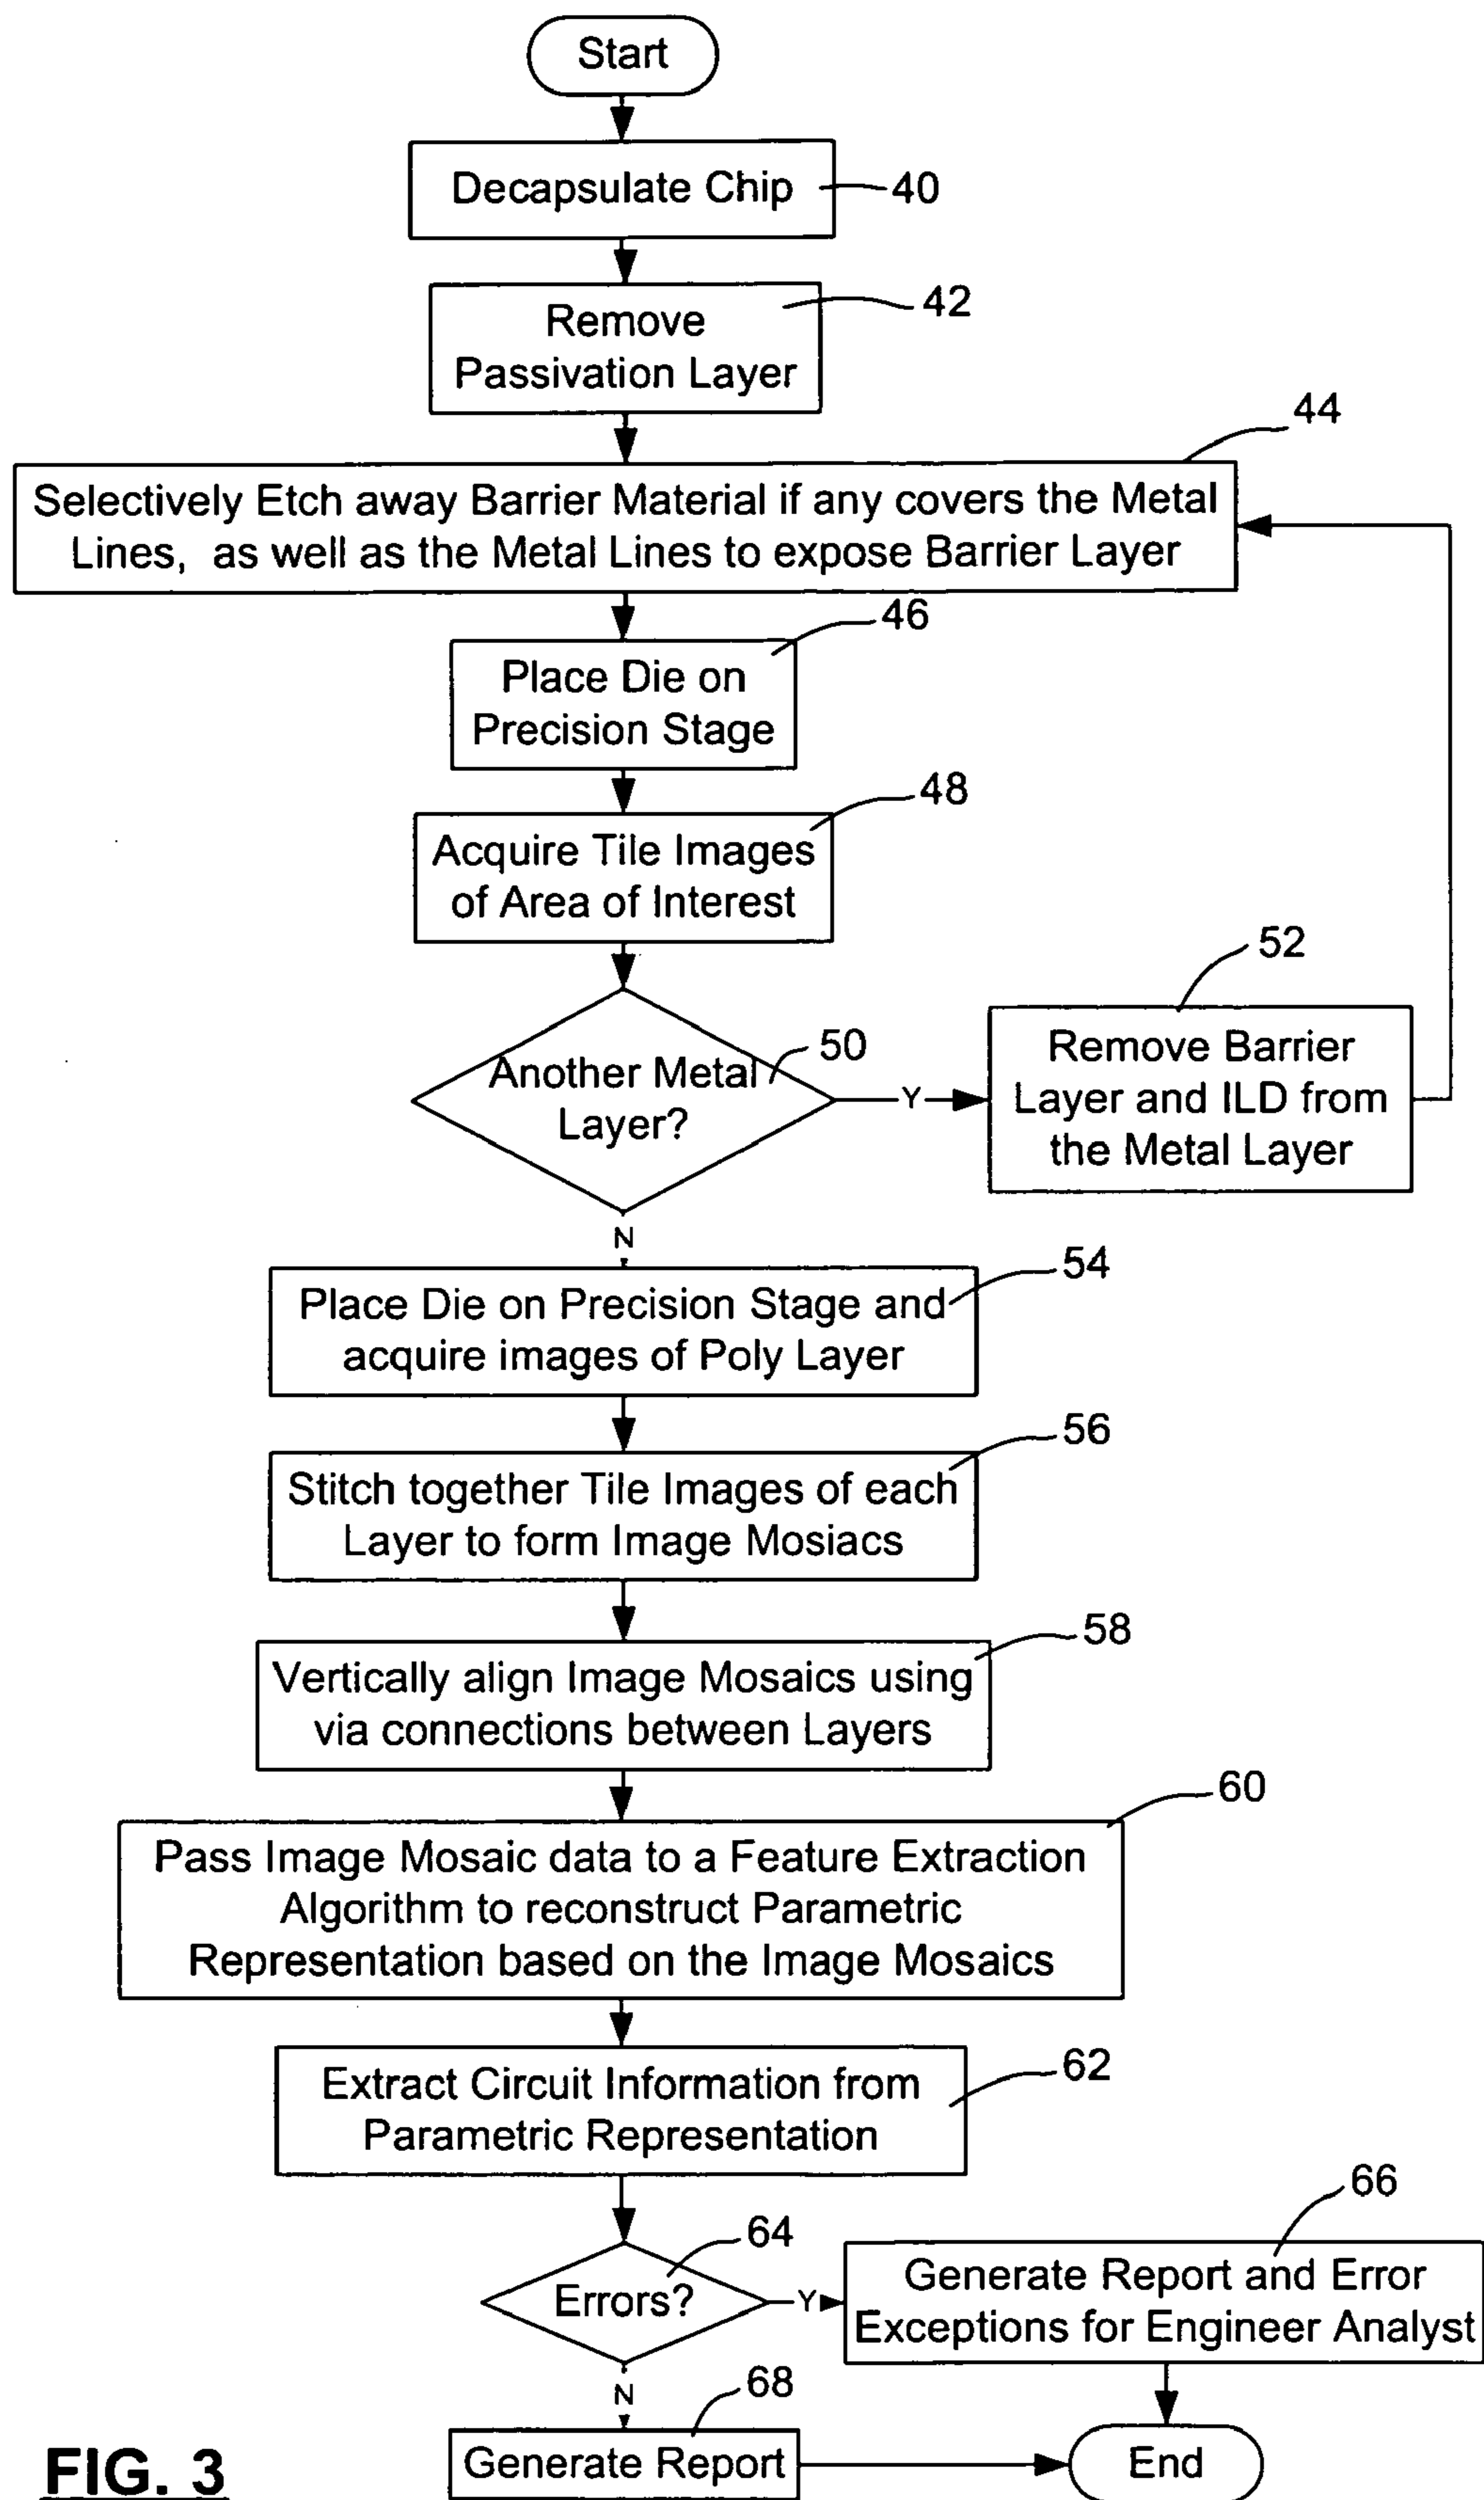 Start
Decapsulate Chip
40
Remove
Passivation Layer
42
44
Selectively Etch away Barrier Material if any covers the Metal
Lines, as well as the Metal Lines to expose Barrier Layer
46
Place Die on
Precision Stage
48
Acquire Tile Images
of Area of Interest
50
Another Metal
Layer?
Y
52
Remove Barrier
Layer and ILD from
the Metal Layer
N
54
Place Die on Precision Stage and
acquire images of Poly Layer
56
Stitch together Tile Images of each
Layer to form Image Mosiacs
58
Vertically align Image Mosaics using
via connections between Layers
60
Pass Image Mosaic data to a Feature Extraction
Algorithm to reconstruct Parametric
Representation based on the Image Mosaics
62
Extract Circuit Information from
Parametric Representation
64
Errors?
Y
66
Generate Report and Error
Exceptions for Engineer Analyst
N
68
Generate Report
End
FIG. 3